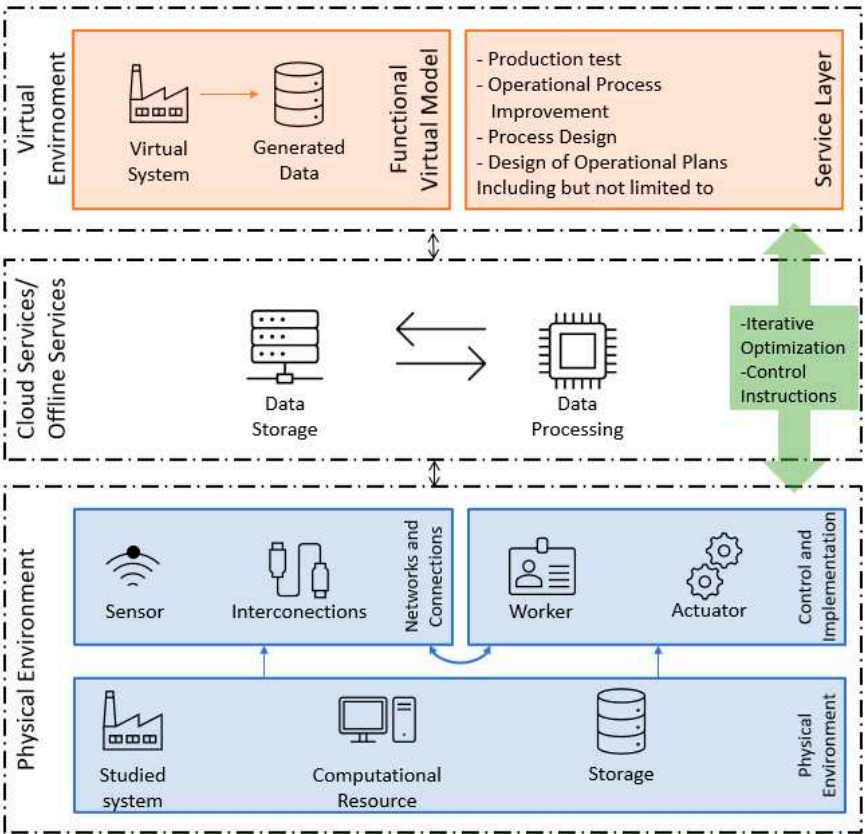 Virtual
Envirnoment
Virtual
System
Generated
Data
Functional
Virtual Model
- Production test
- Operational Process
Improvement
- Process Design
- Design of Operational Plans
Including but not limited to
Service Layer
Cloud Services/
Offline Services
Data
Storage
Data
Processing
-Iterative
Optimization
-Control
Instructions
Physical Environment
Sensor
Interconections
Networks and
Connections
Worker
Actuator
Control and
Implementation
Studied
system
Computational
Resource
Storage
Physical
Environment